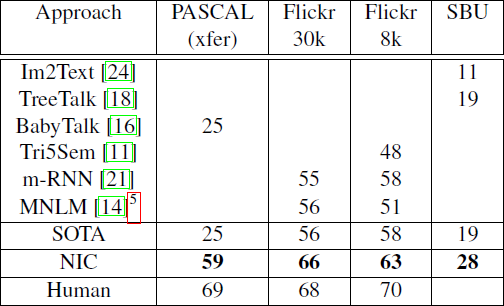 Approach PASCAL Flickr Flickr SBU
(xfer) 30k 8k
Im2Text [24] 11
TreeTalk [18] 19
BabyTalk [16] 25
Tri5Sem [11] 48
m-RNN [21] 55 58
MNLM [14]5 56 51
SOTA 25 56 58 19
NIC 59 66 63 28
Human 69 68 70